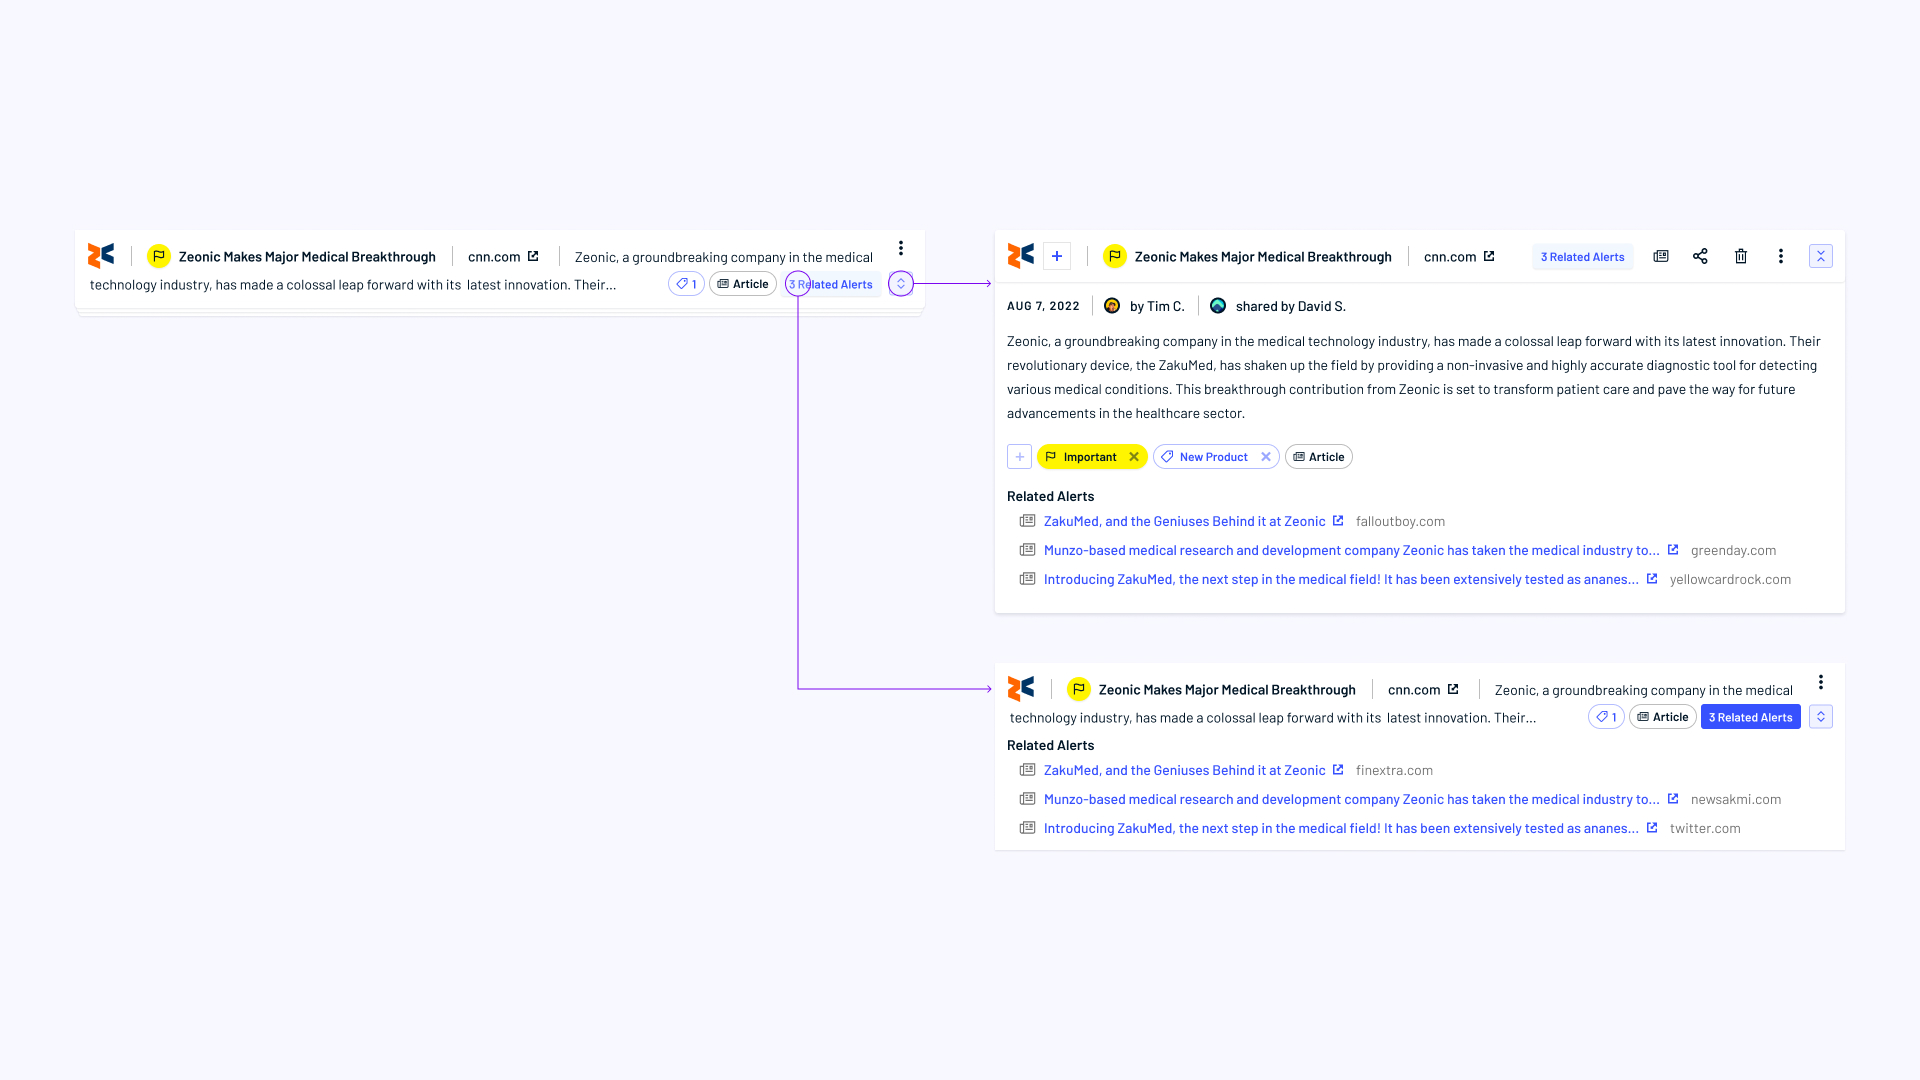 Zeonic Makes Major Medical Breakthrough cnn.com Zeonic, a groundbreaking company in the medical
technology industry, has made a colossal leap forward with its latest innovation. Their... 1 Article 3 Related Alerts
Zeonic Makes Major Medical Breakthrough cnn.com 3 Related Alerts
AUG 7, 2022 by Tim C. shared by David S.
Zeonic, a groundbreaking company in the medical technology industry, has made a colossal leap forward with its latest innovation. Their
revolutionary device, the ZakuMed, has shaken up the field by providing a non-invasive and highly accurate diagnostic tool for detecting
various medical conditions. This breakthrough contribution from Zeonic is set to transform patient care and pave the way for future
advancements in the healthcare sector.
Important New Product Article
Related Alerts
ZakuMed, and the Geniuses Behind it at Zeonic falloutboy.com
Munzo-based medical research and development company Zeonic has taken the medical industry to... greenday.com
Introducing ZakuMed, the next step in the medical field! It has been extensively tested as ananes... yellowcardrock.com
Zeonic Makes Major Medical Breakthrough cnn.com Zeonic, a groundbreaking company in the medical
technology industry, has made a colossal leap forward with its latest innovation. Their... 1 Article 3 Related Alerts
Related Alerts
ZakuMed, and the Geniuses Behind it at Zeonic finextra.com
Munzo-based medical research and development company Zeonic has taken the medical industry to... newsakmi.com
Introducing ZakuMed, the next step in the medical field! It has been extensively tested as ananes... twitter.com